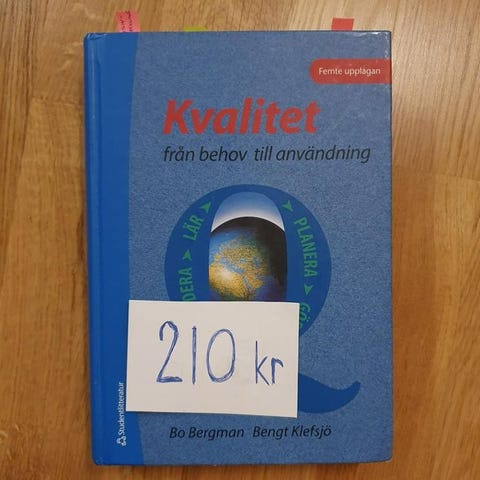 Femte upplagan
Kvalitet
från behov till användning
LÄR
PLANERA
210 kr
Bo Bergman Bengt Klefsjö
Studentlitteratur